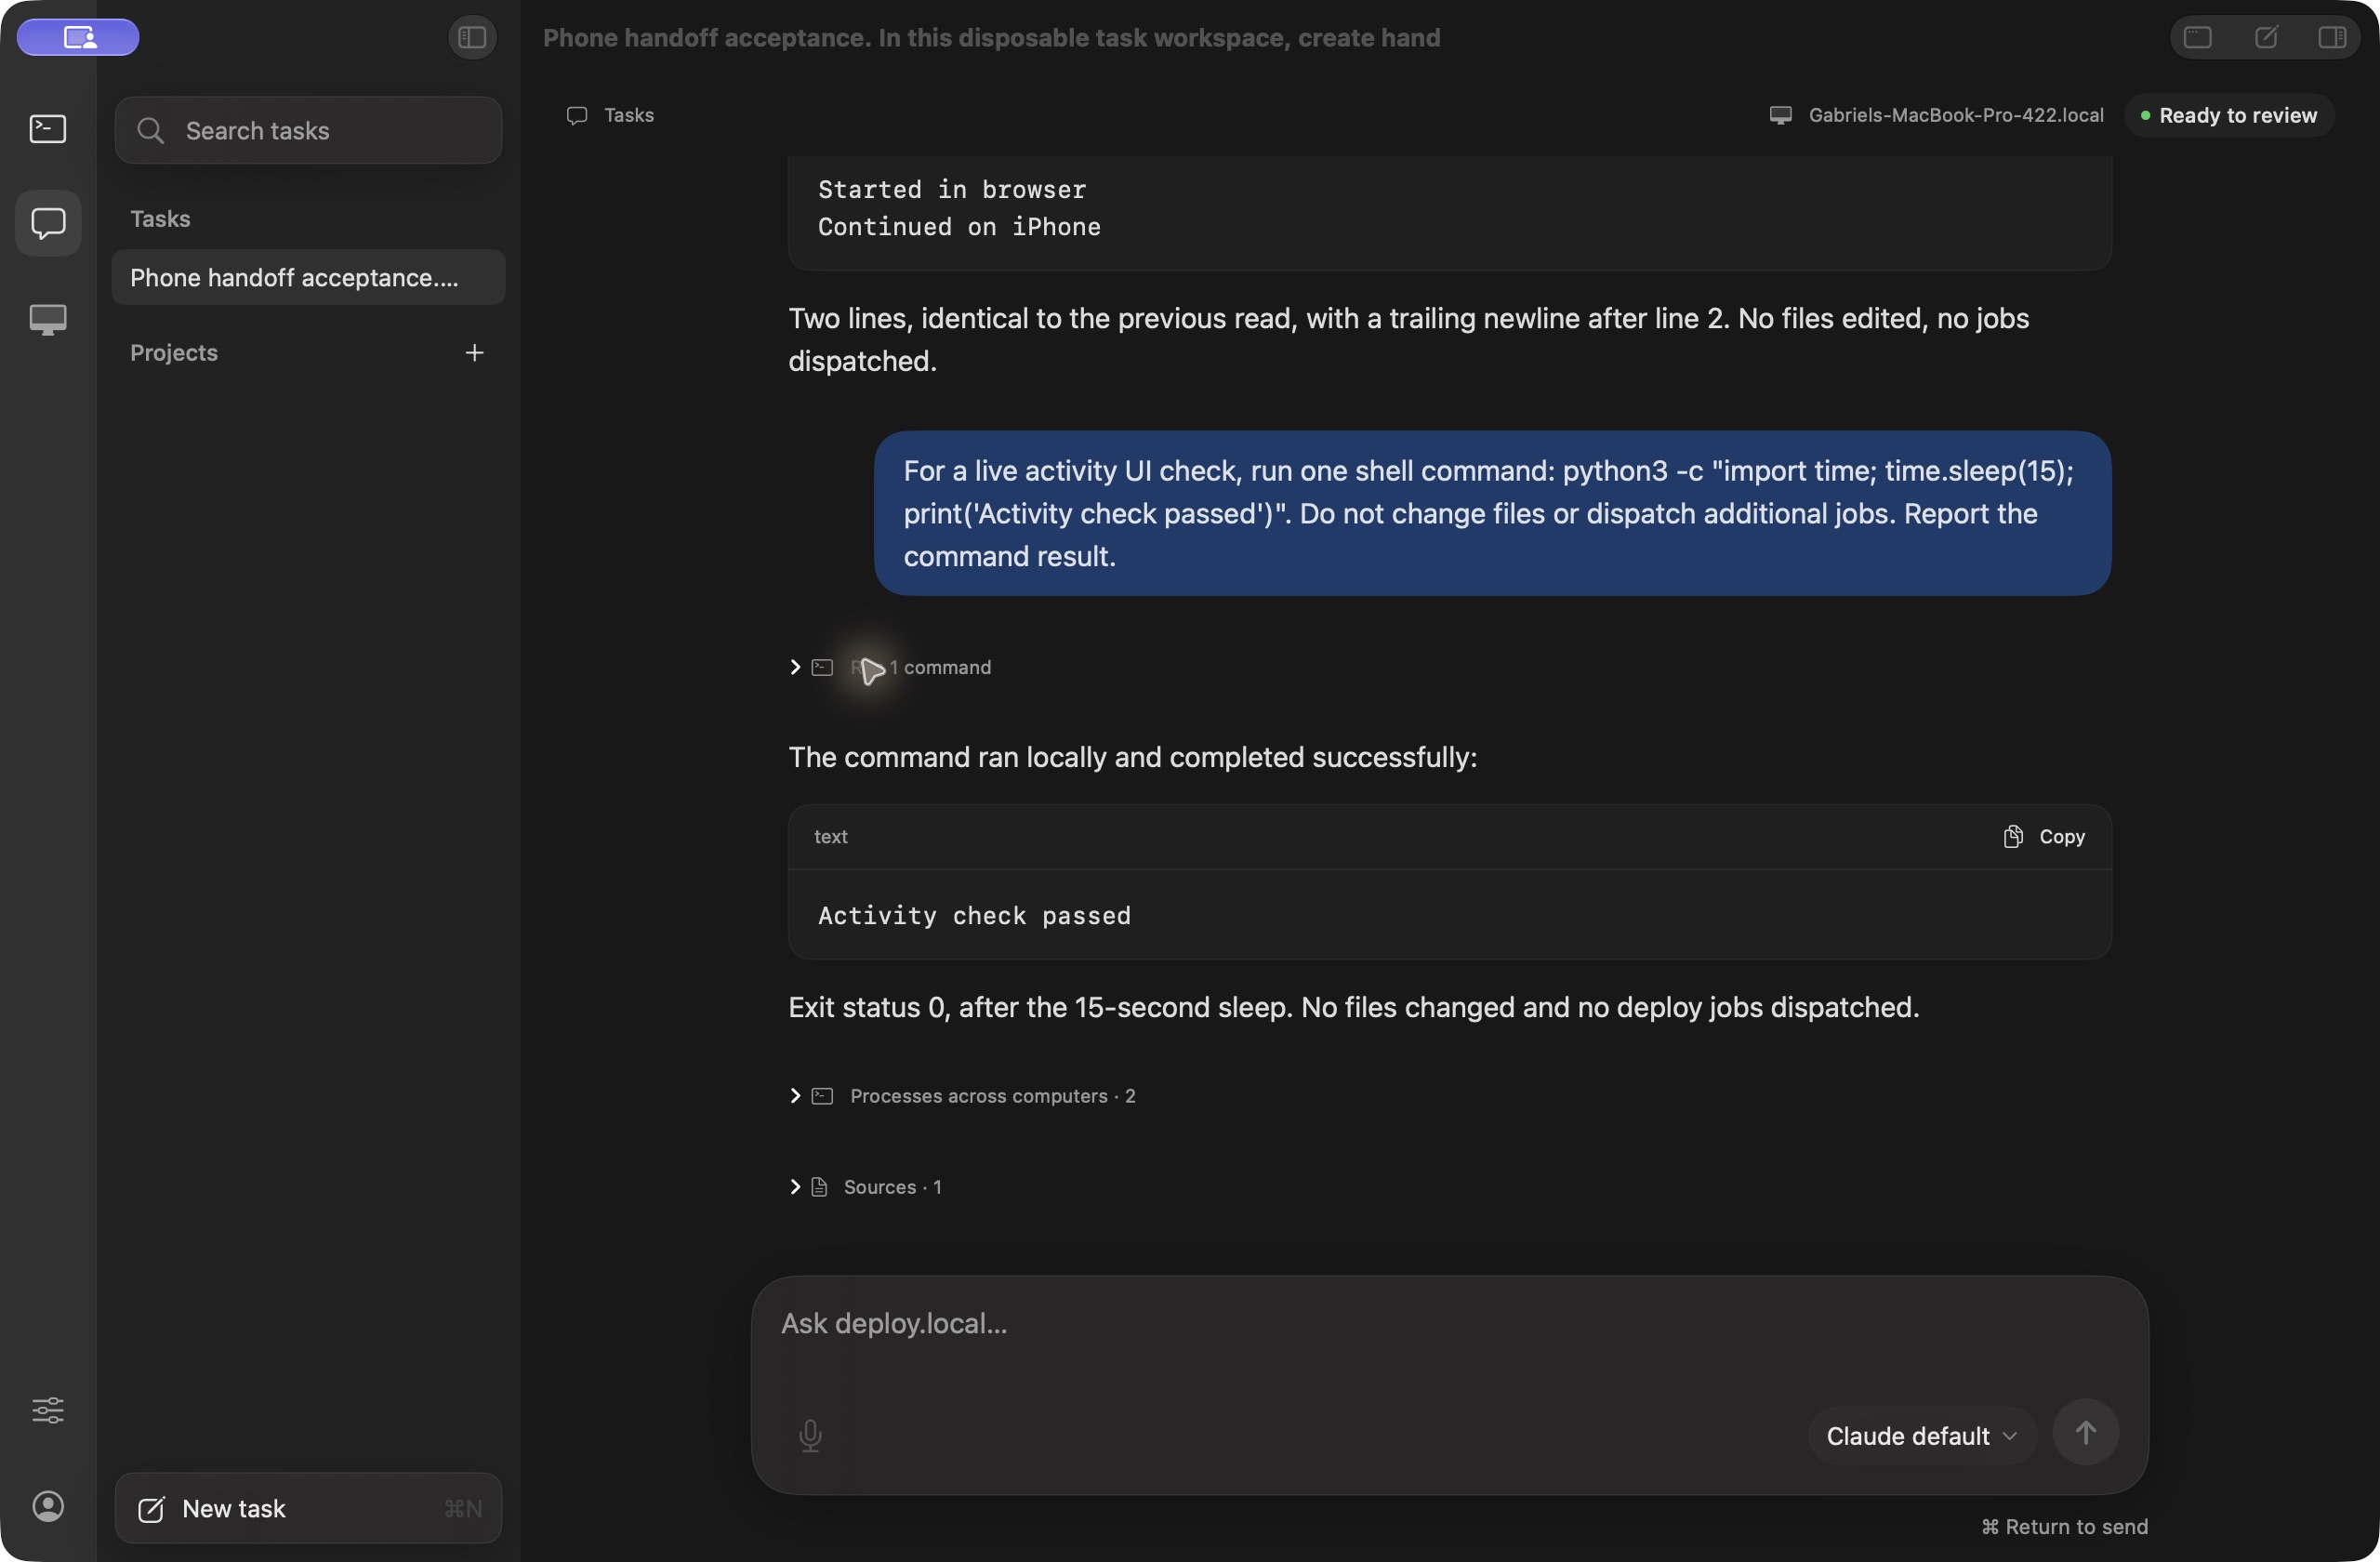 Phone handoff acceptance. In this disposable task workspace, create hand
Search tasks
Tasks
Phone handoff acceptance....
Projects
New task
⌘N
Tasks
Gabriels-MacBook-Pro-422.local
Ready to review
Started in browser
Continued on iPhone
Two lines, identical to the previous read, with a trailing newline after line 2. No files edited, no jobs
dispatched.
For a live activity UI check, run one shell command: python3 -c "import time; time.sleep(15);
print('Activity check passed')". Do not change files or dispatch additional jobs. Report the
command result.
1 command
The command ran locally and completed successfully:
text
Copy
Activity check passed
Exit status 0, after the 15-second sleep. No files changed and no deploy jobs dispatched.
Processes across computers · 2
Sources · 1
Ask deploy.local...
Claude default
⌘ Return to send